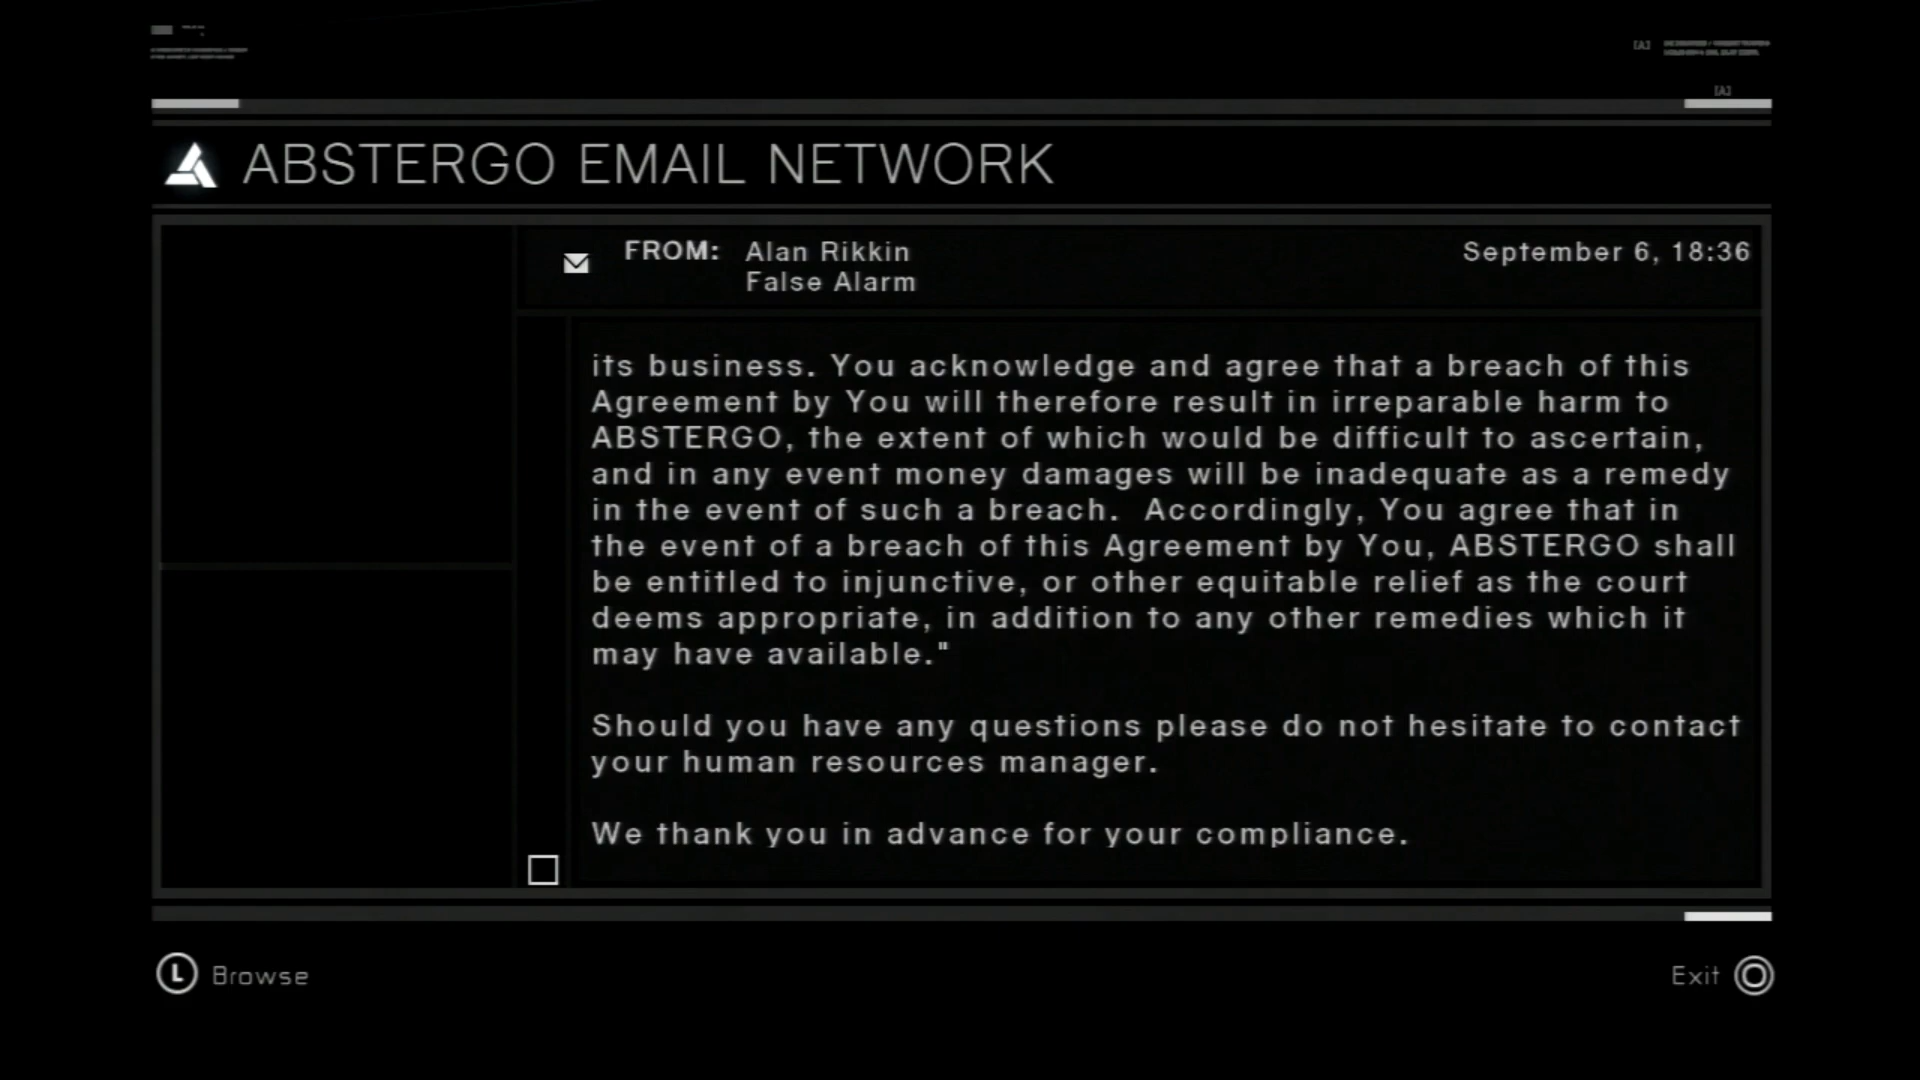 [A]
[A]
ABSTERGO EMAIL NETWORK
FROM: Alan Rikkin
September 6, 18:36
False Alarm
its business. You acknowledge and agree that a breach of this
Agreement by You will therefore result in irreparable harm to
ABSTERGO, the extent of which would be difficult to ascertain,
and in any event money damages will be inadequate as a remedy
in the event of such a breach.  Accordingly, You agree that in
the event of a breach of this Agreement by You, ABSTERGO shall
be entitled to injunctive, or other equitable relief as the court
deems appropriate, in addition to any other remedies which it
may have available."
Should you have any questions please do not hesitate to contact
your human resources manager.
We thank you in advance for your compliance.
L Browse
Exit